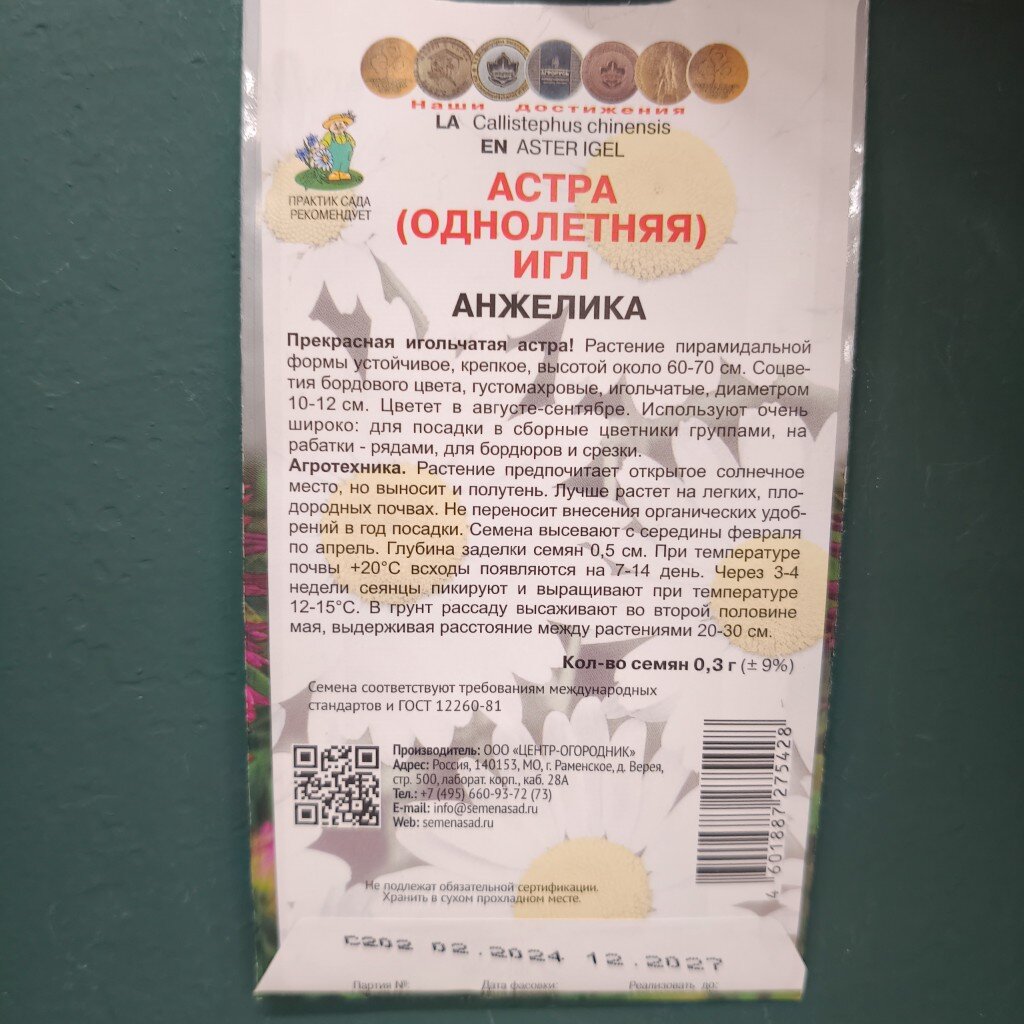 Наши достижения
LA Callistephus chinensis
EN ASTER IGEL
ПРАКТИК САДА
РЕКОМЕНДУЕТ
АСТРА
(ОДНОЛЕТНЯЯ)
ИГЛ
АНЖЕЛИКА
Прекрасная игольчатая астра! Растение пирамидальной
формы устойчивое, крепкое, высотой около 60-70 см. Соцве-
тия бордового цвета, густомахровые, игольчатые, диаметром
10-12 см. Цветет в августе-сентябре. Используют очень
широко: для посадки в сборные цветники группами, на
рабатки - рядами, для бордюров и срезки.
Агротехника. Растение предпочитает открытое солнечное
место, но выносит и полутень. Лучше растет на легких, пло-
дородных почвах. Не переносит внесения органических удоб-
рений в год посадки. Семена высевают с середины февраля
по апрель. Глубина заделки семян 0,5 см. При температуре
почвы +20°С всходы появляются на 7-14 день. Через 3-4
недели сеянцы пикируют и выращивают при температуре
12-15°С. В грунт рассаду высаживают во второй половине
мая, выдерживая расстояние между растениями 20-30 см.
Кол-во семян 0,3 г (± 9%)
Семена соответствуют требованиям международных
стандартов и ГОСТ 12260-81
Производитель: ООО «ЦЕНТР-ОГОРОДНИК»
Адрес: Россия, 140153, МО, г. Раменское, д. Верея,
стр. 500, лаборат. корп., каб. 28А
Тел.: +7 (495) 660-93-72 (73)
E-mail: info@semenasad.ru
Web: semenasad.ru
4 601887 275428
Не подлежат обязательной сертификации.
Хранить в сухом прохладном месте.
С202 02.2024 12.2027
Партия №: Дата фасовки: Реализовать до: